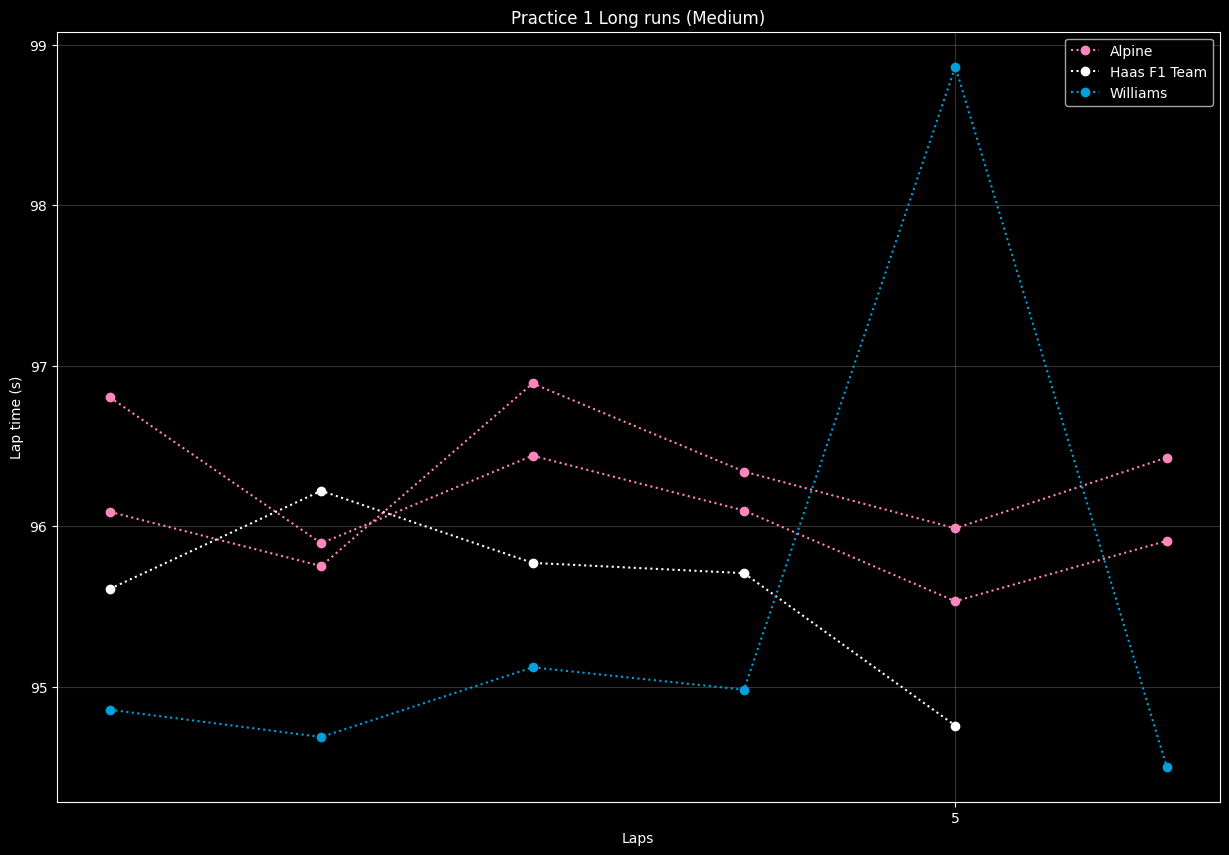 Practice 1 Long runs (Medium)
Alpine
Haas F1 Team
Williams
99
98
97
96
95
Lap time (s)
5
Laps